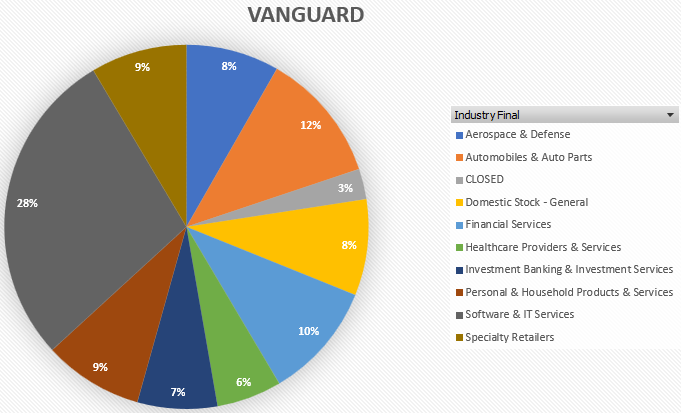 VANGUARD
8%
12%
3%
8%
10%
6%
7%
9%
28%
9%
Industry Final
Aerospace & Defense
Automobiles & Auto Parts
CLOSED
Domestic Stock - General
Financial Services
Healthcare Providers & Services
Investment Banking & Investment Services
Personal & Household Products & Services
Software & IT Services
Specialty Retailers